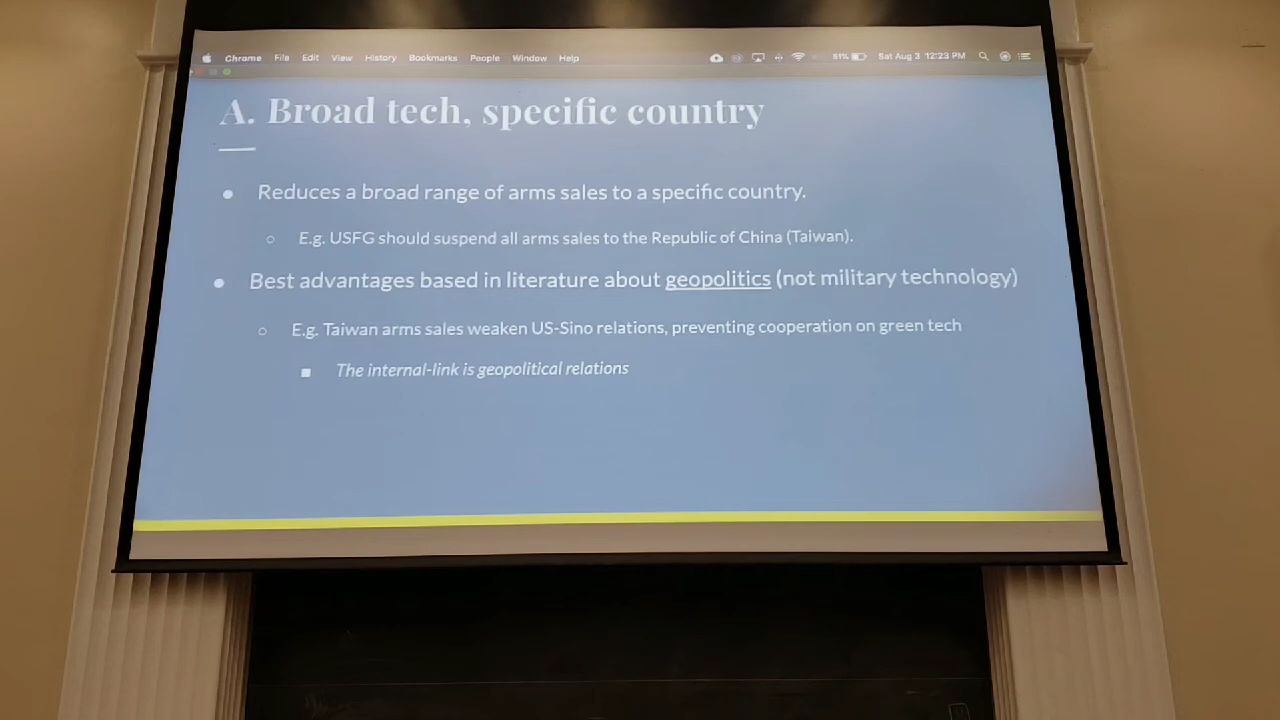 Chrome File Edit View History Bookmarks People Window Help 51% Sat Aug 3 12:23 PM
A. Broad tech, specific country
● Reduces a broad range of arms sales to a specific country.
○ E.g. USFG should suspend all arms sales to the Republic of China (Taiwan).
● Best advantages based in literature about geopolitics (not military technology)
○ E.g. Taiwan arms sales weaken US-Sino relations, preventing cooperation on green tech
■ The internal-link is geopolitical relations